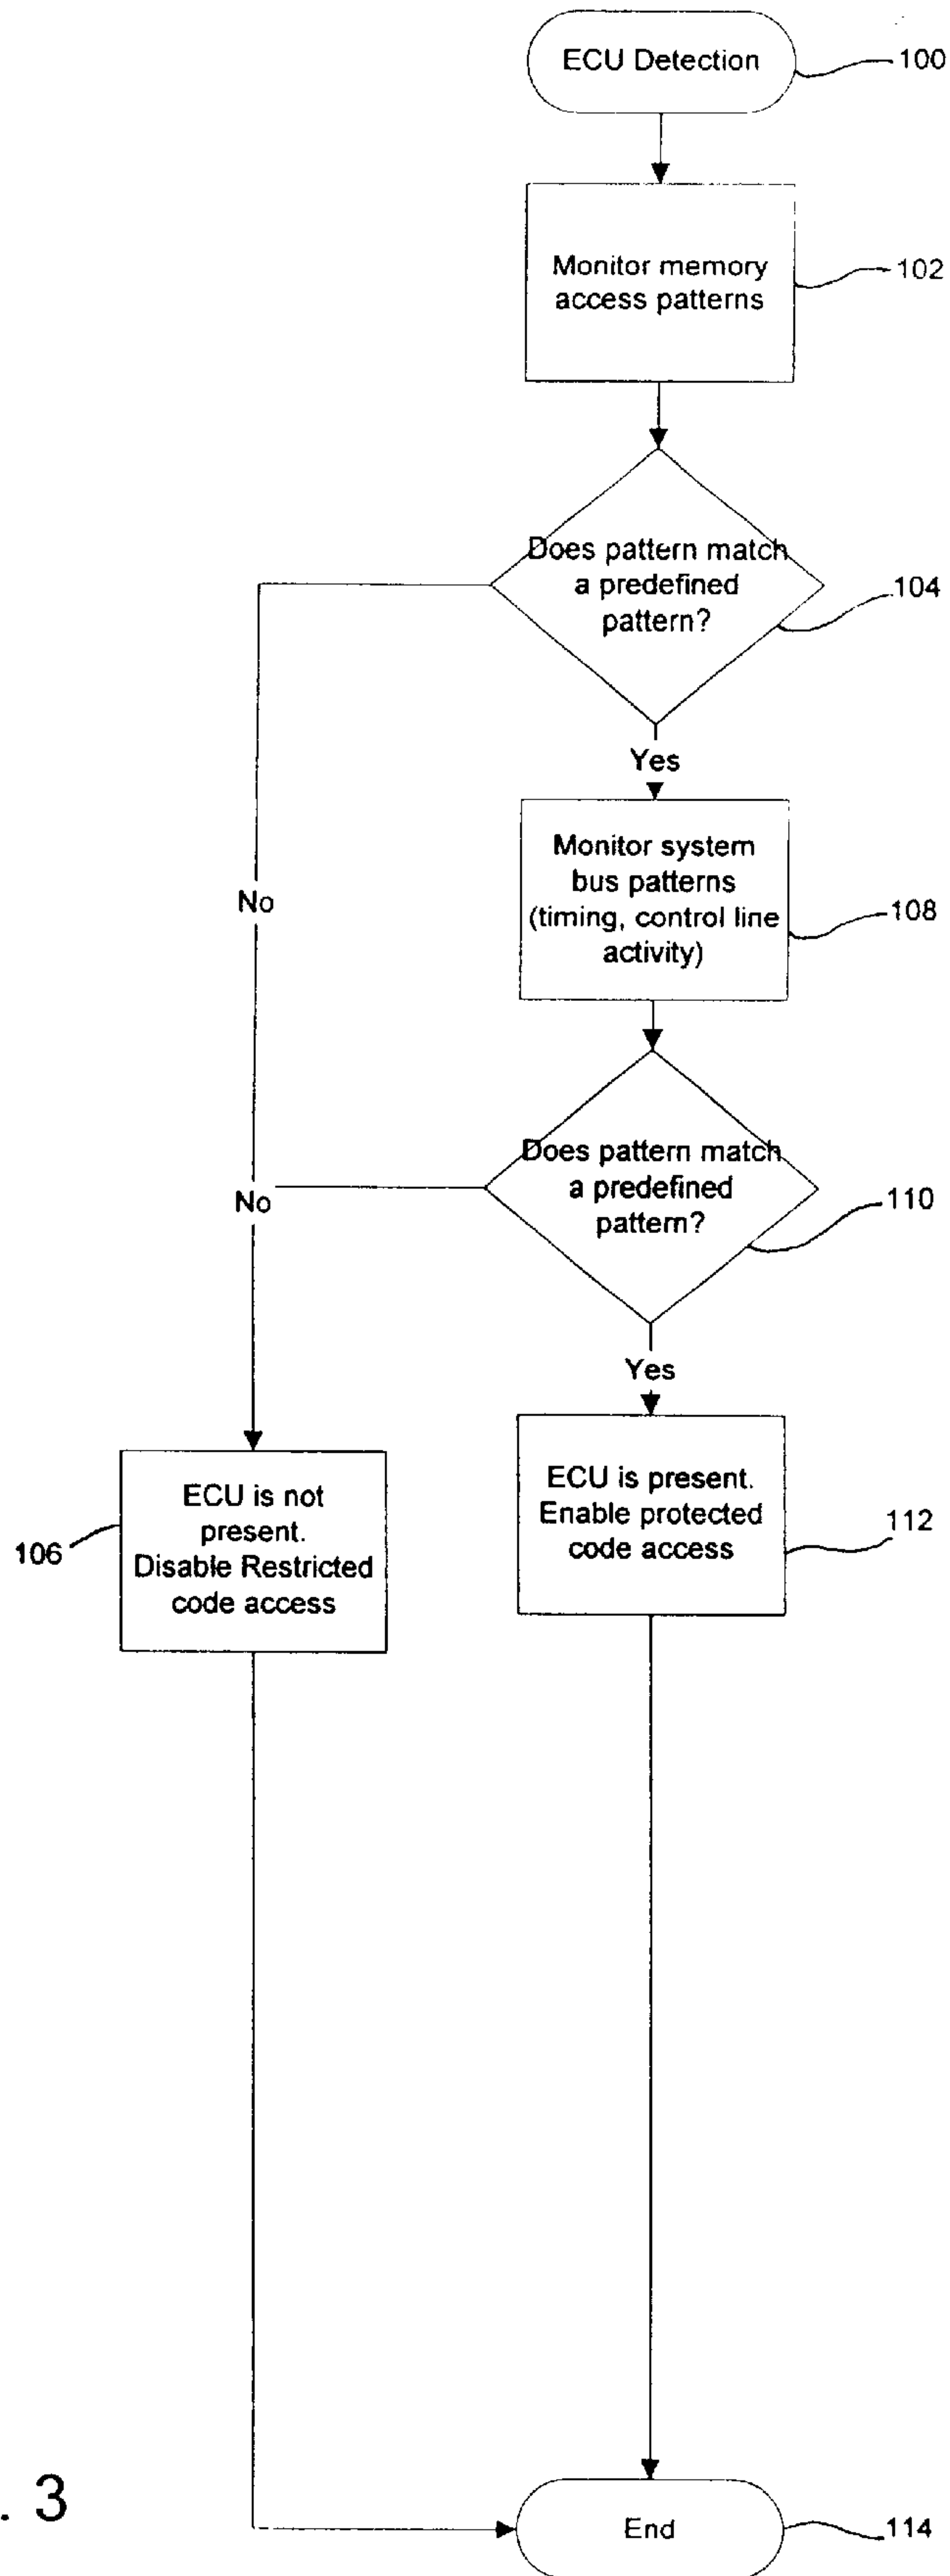 ECU Detection
100
Monitor memory
access patterns
102
Does pattern match
a predefined
pattern?
104
Yes
Monitor system
bus patterns
(timing, control line
activity)
108
No
Does pattern match
a predefined
pattern?
110
No
Yes
ECU is not
present.
Disable Restricted
code access
106
ECU is present.
Enable protected
code access
112
. 3
End
114